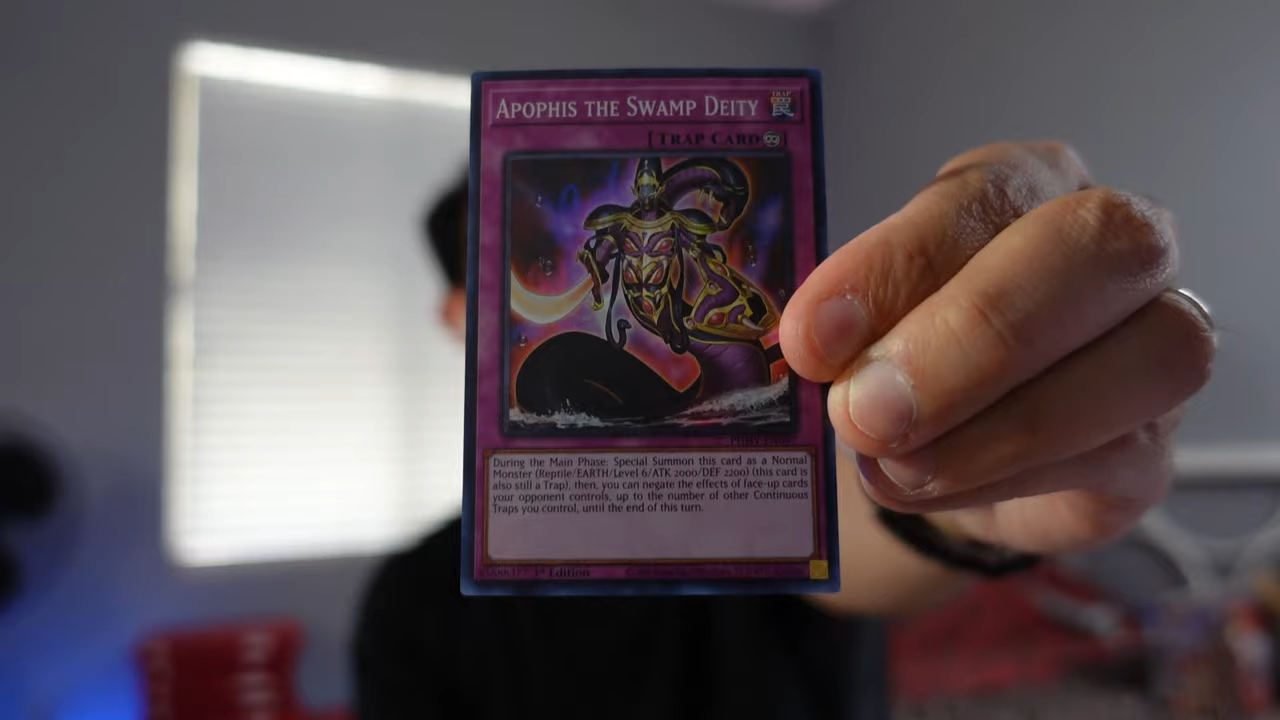 APOPHIS THE SWAMP DEITY
TRAP
罠
[TRAP CARD ]
During the Main Phase: Special Summon this card as a Normal
Monster (Reptile/EARTH/Level 6/ATK 2000/DEF 2200) (this card is
also still a Trap), then, you can negate the effects of face-up cards
your opponent controls, up to the number of other Continuous
Traps you control, until the end of this turn.
1st Edition